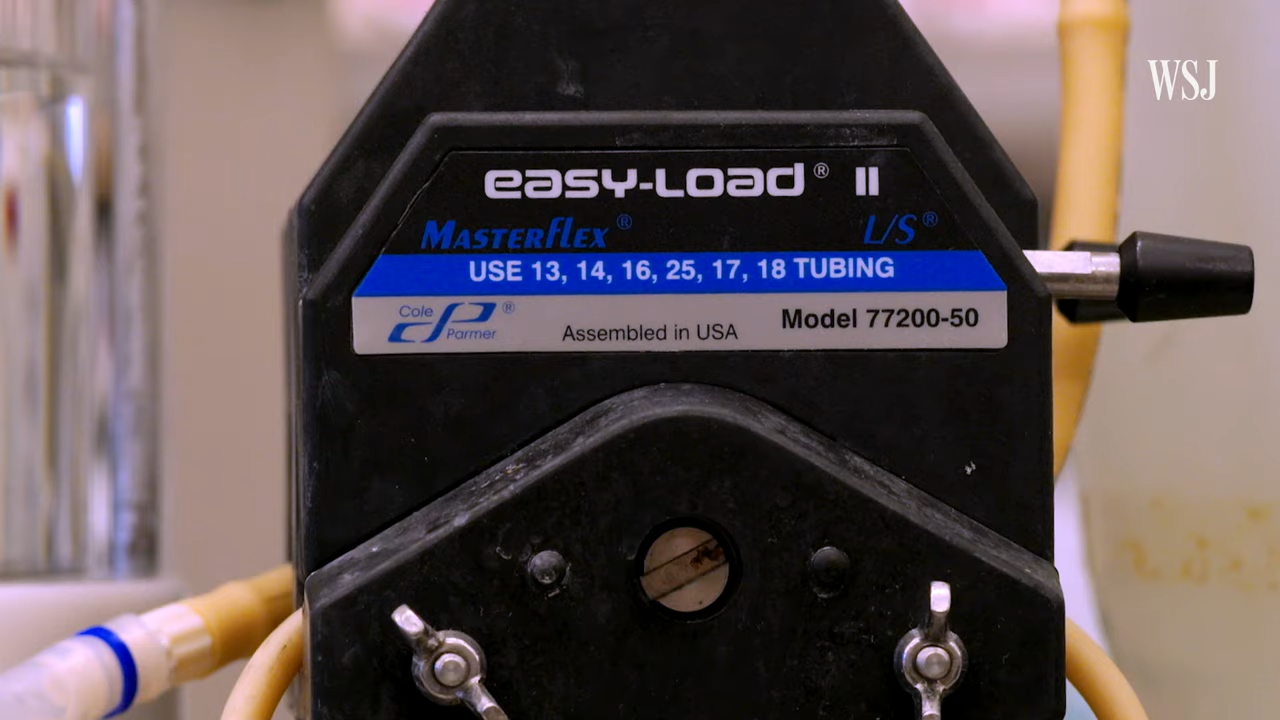 WSJ
easy-Load® II
MASTERFLEX® L/S®
USE 13, 14, 16, 25, 17, 18 TUBING
Cole Parmer ®
Assembled in USA
Model 77200-50